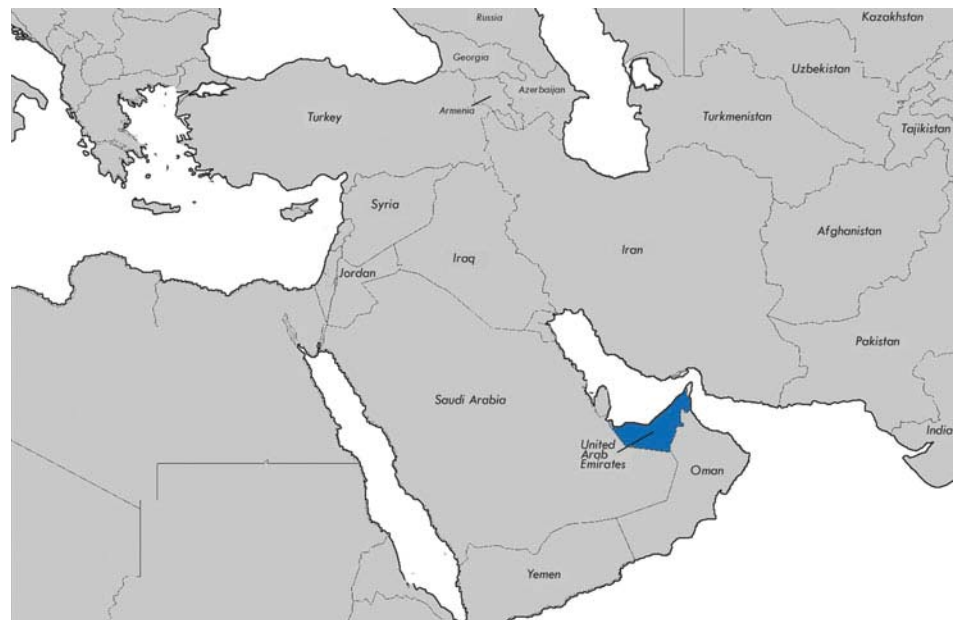 Russia
Kazakhstan
Georgia
Uzbekistan
Azerbaijan
Armenia
Turkey
Turkmenistan
Tajikistan
Syria
Afghanistan
Iran
Iraq
Jordan
Pakistan
Saudi Arabia
India
United
Arab
Emirates
Oman
Yemen